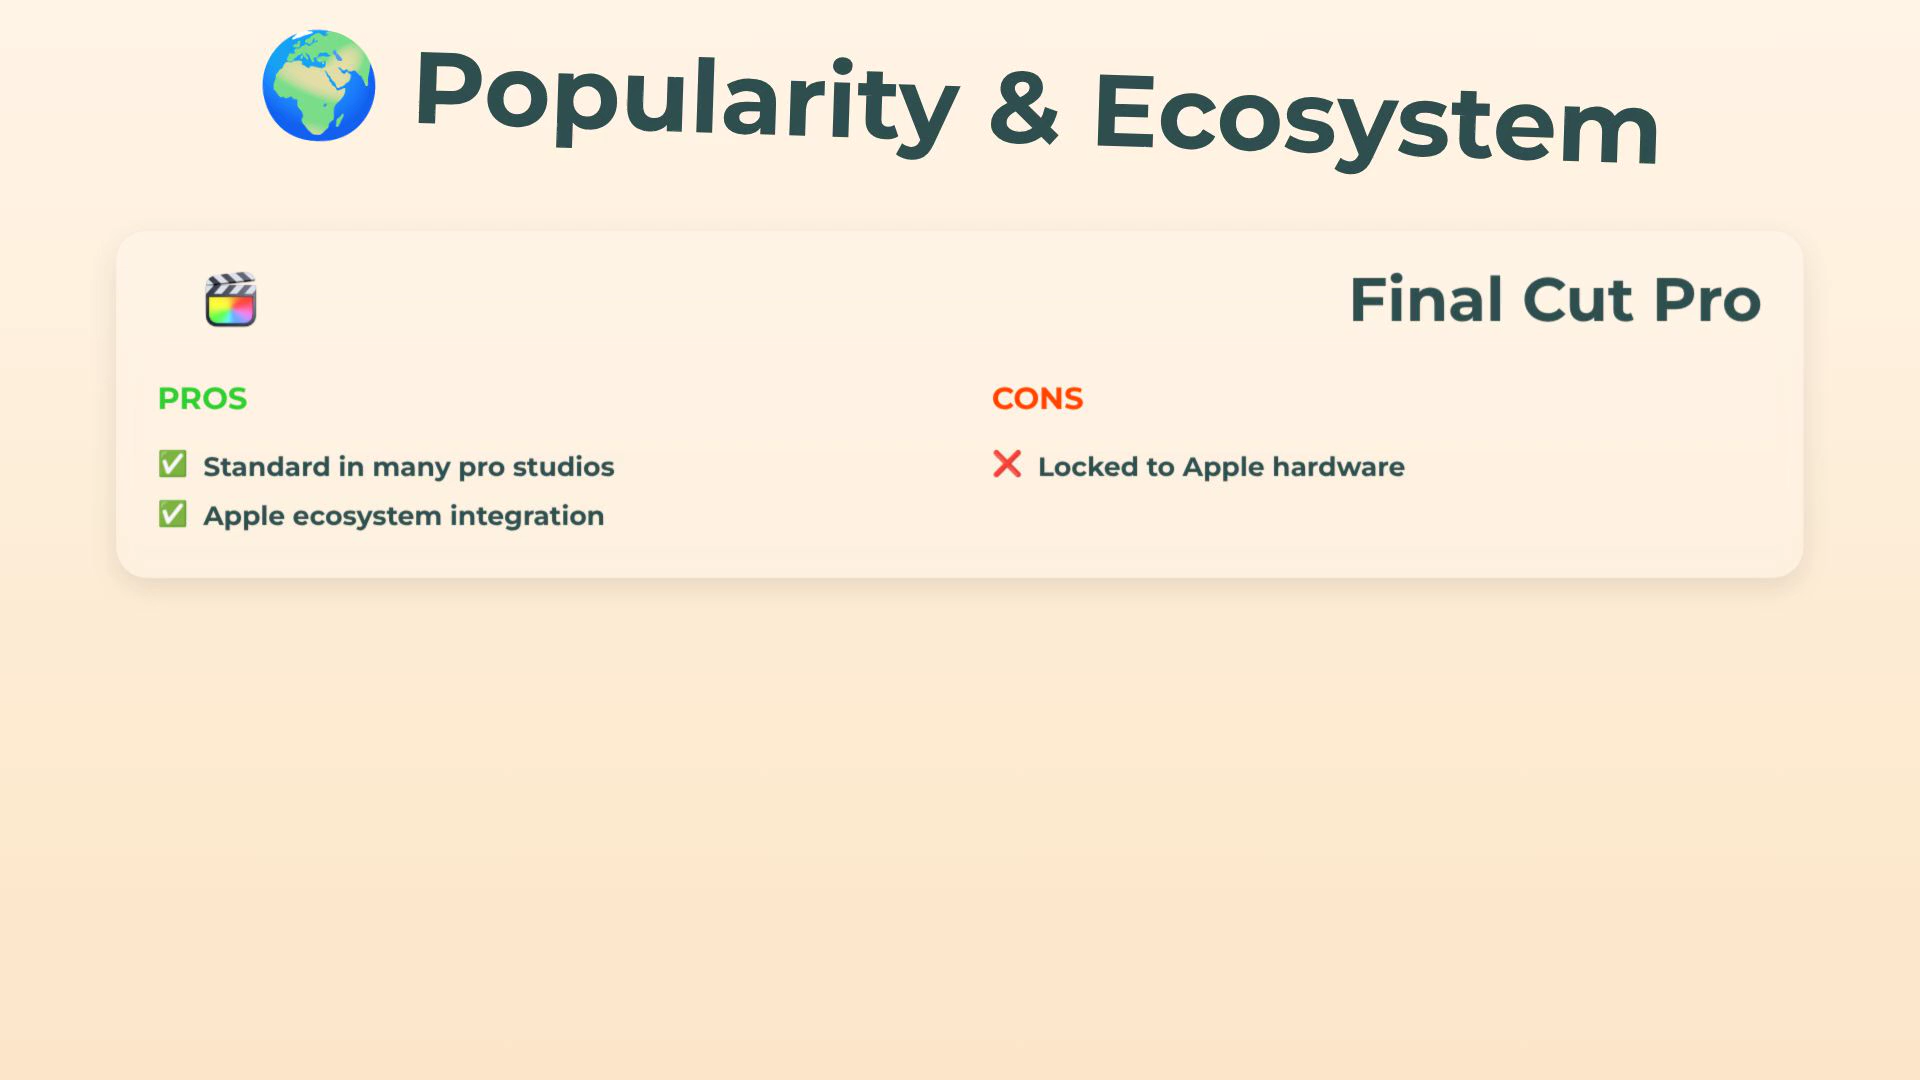 Popularity & Ecosystem
Final Cut Pro
PROS
CONS
Standard in many pro studios
Locked to Apple hardware
Apple ecosystem integration